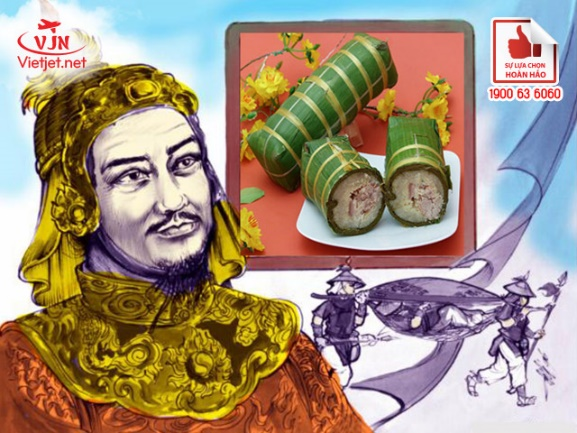 VJN
Vietjet.net
SỰ LỰA CHỌN
HOÀN HẢO
1900 63 6060